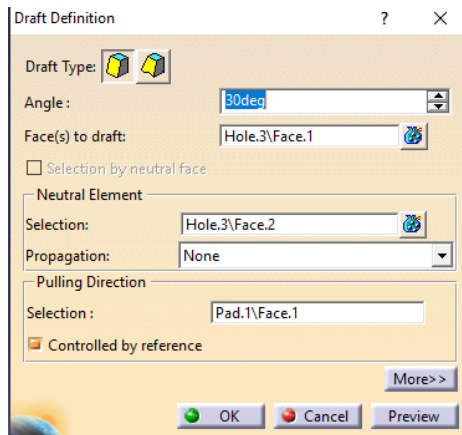 Draft Definition ? ×
Draft Type:
Angle : 30deg
Face(s) to draft: Hole.3\Face.1
Selection by neutral face
Neutral Element
Selection: Hole.3\Face.2
Propagation: None
Pulling Direction
Selection : Pad.1\Face.1
Controlled by reference
More>>
OK Cancel Preview